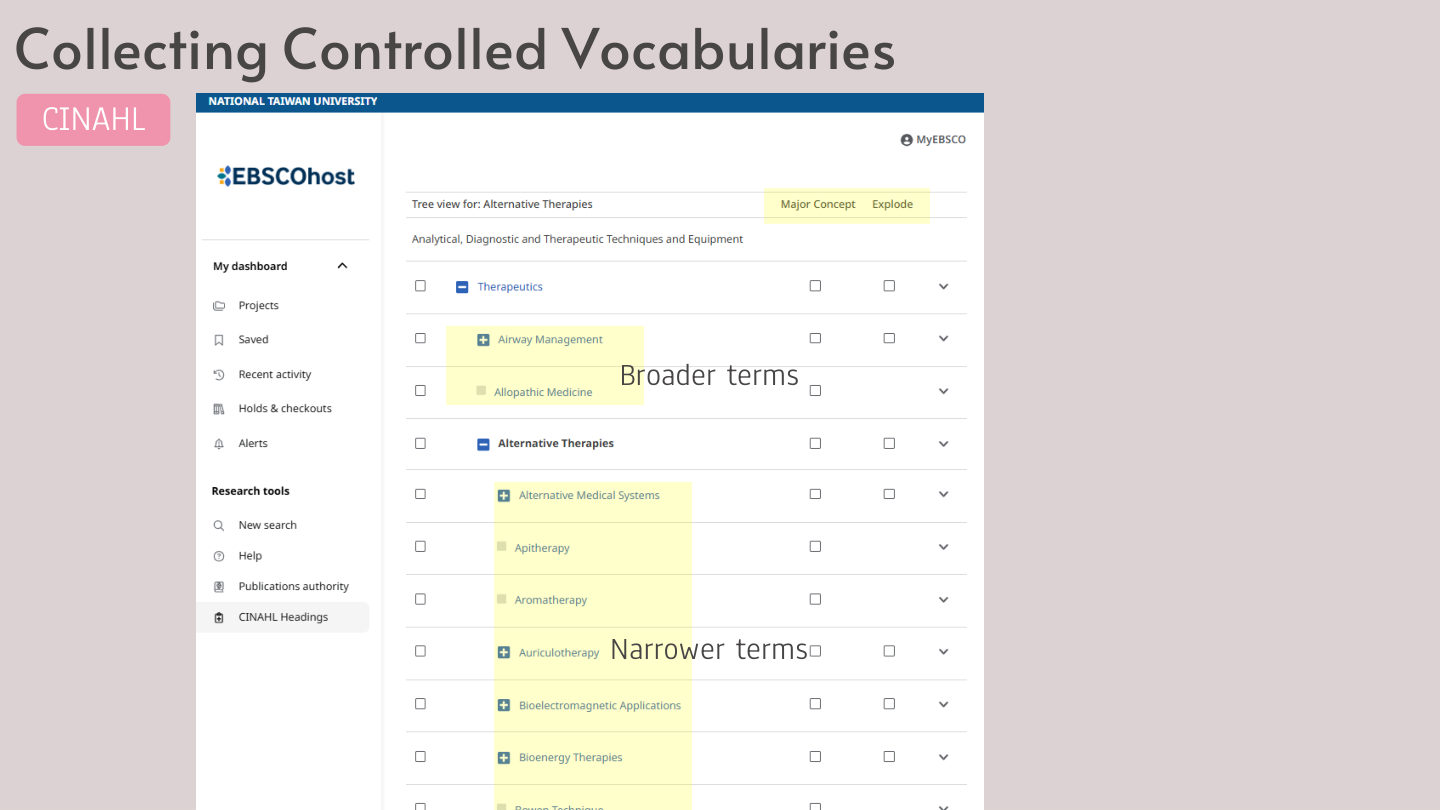 Collecting Controlled Vocabularies
CINAHL
NATIONAL TAIWAN UNIVERSITY
MyEBSCO
EBSCOhost
Tree view for: Alternative Therapies
Major Concept Explode
Analytical, Diagnostic and Therapeutic Techniques and Equipment
My dashboard
Projects
Saved
Recent activity
Holds & checkouts
Alerts
Research tools
New search
Help
Publications authority
CINAHL Headings
Therapeutics
Airway Management
Broader terms
Allopathic Medicine
Alternative Therapies
Alternative Medical Systems
Apitherapy
Aromatherapy
Auriculotherapy
Narrower terms
Bioelectromagnetic Applications
Bioenergy Therapies
Bowen Technique